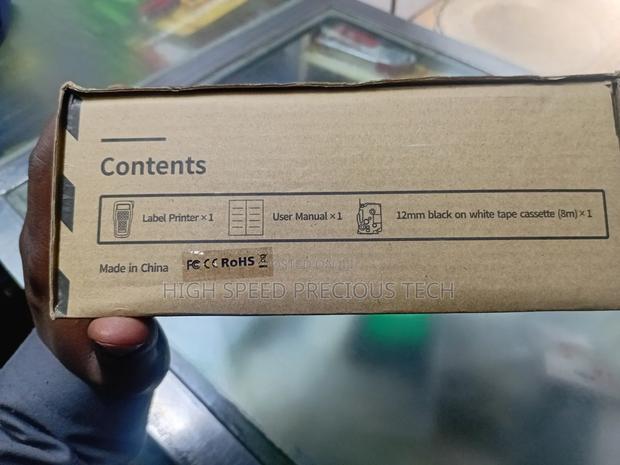 Contents
Label Printer × 1 User Manual × 1 12mm black on white tape cassette (8m) × 1
Made in China FC CE RoHS
HIGH SPEED PRECIOUS TECH